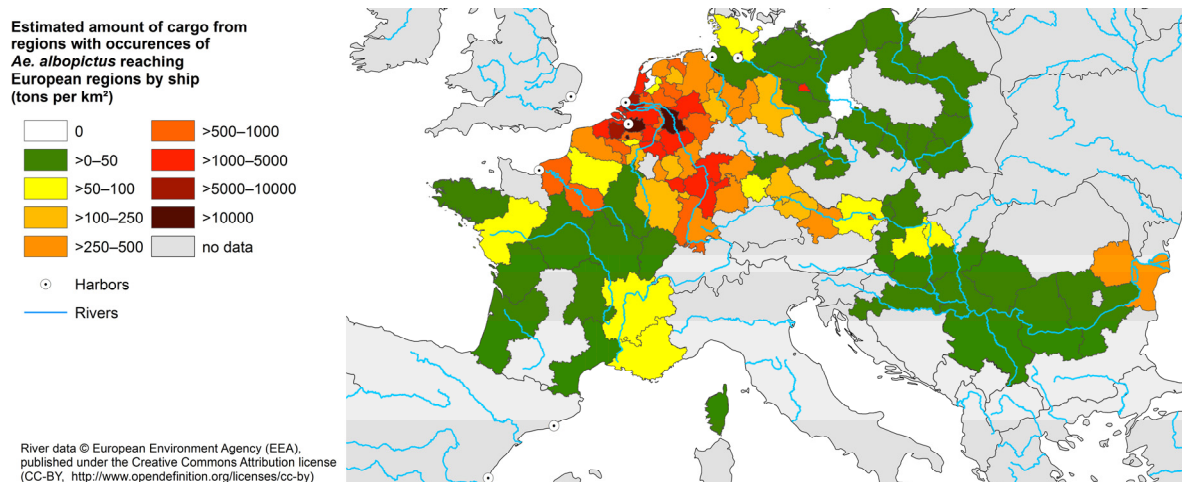 Estimated amount of cargo from
regions with occurences of
Ae. albopictus reaching
European regions by ship
(tons per km²)
0
>0–50
>50–100
>100–250
>250–500
>500–1000
>1000–5000
>5000–10000
>10000
no data
Harbors
Rivers
River data © European Environment Agency (EEA),
published under the Creative Commons Attribution license
(CC-BY, http://www.opendefinition.org/licenses/cc-by)